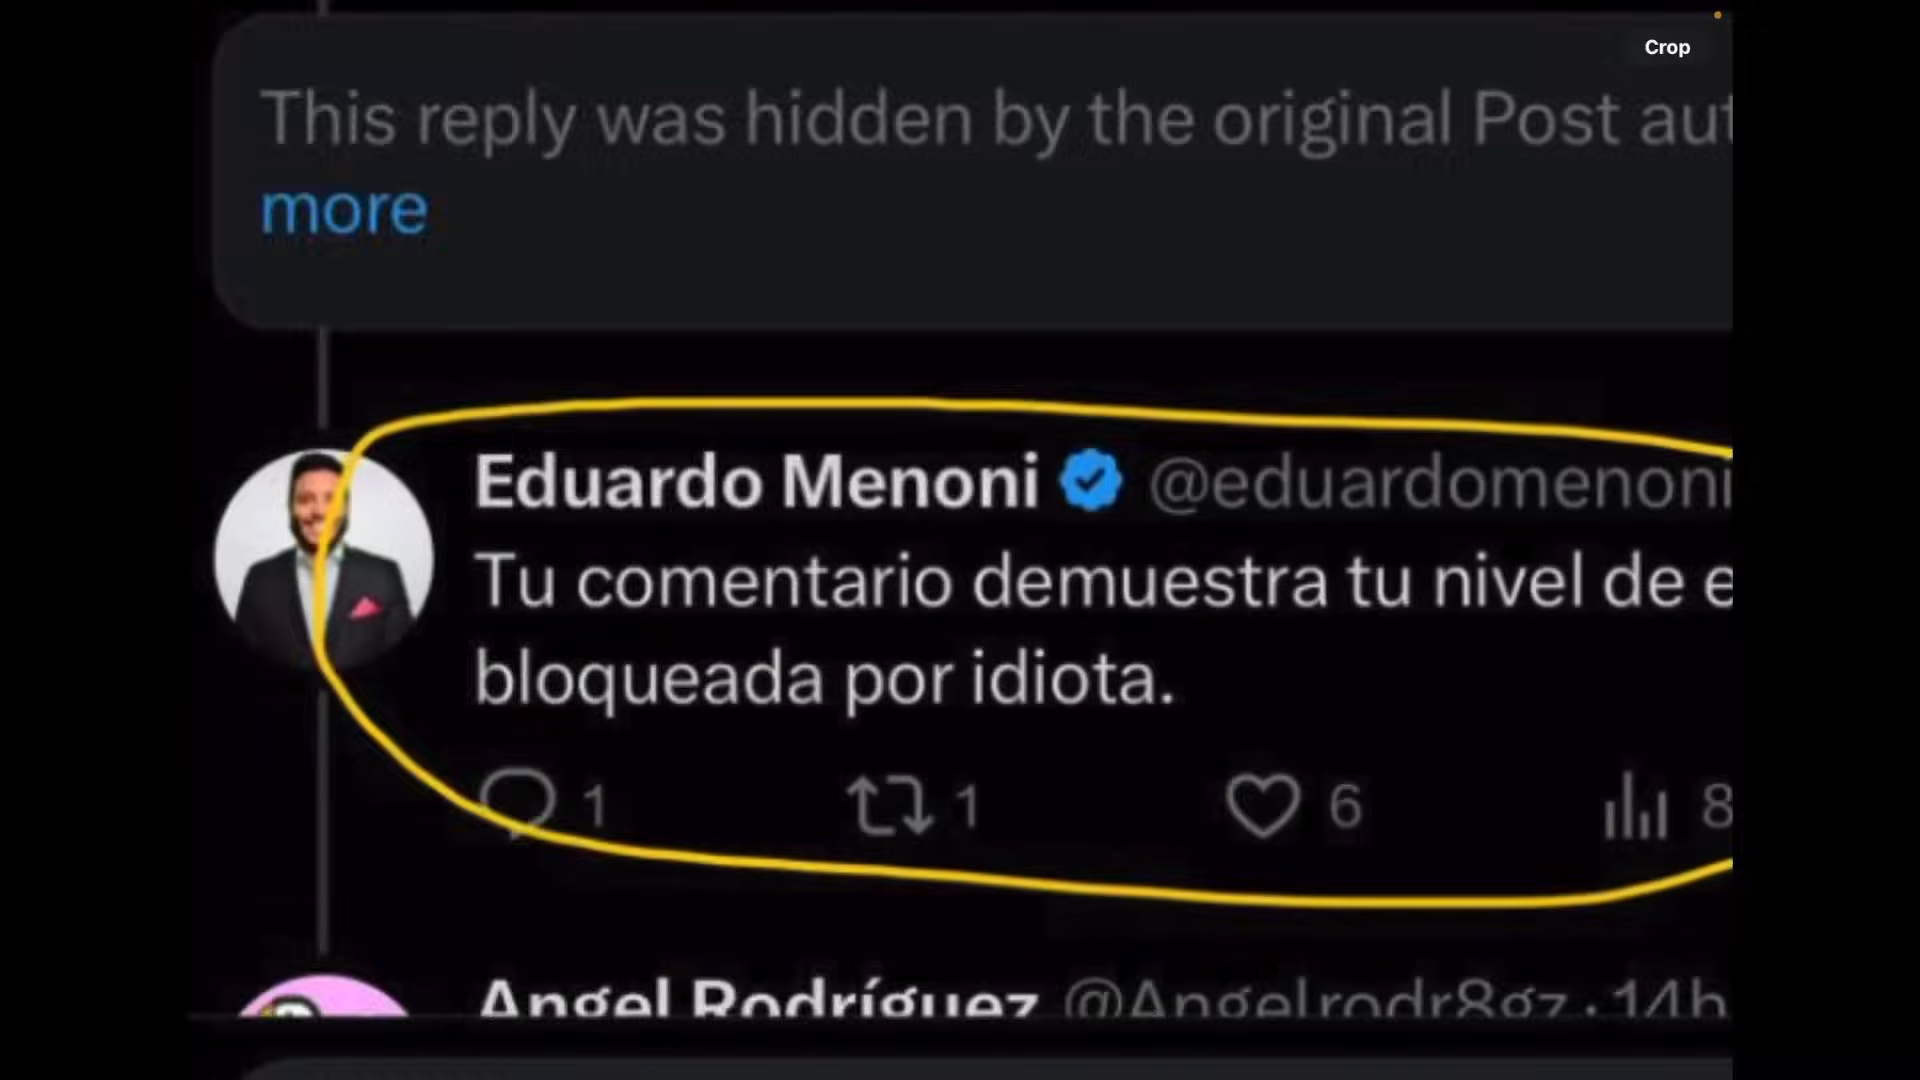 Crop
This reply was hidden by the original Post
more
Eduardo Menoni @eduardomenoni
Tu comentario demuestra tu nivel de
bloqueada por idiota.
1 1 6 8
Angel Rodríguez @Angelrodr8gz · 14h